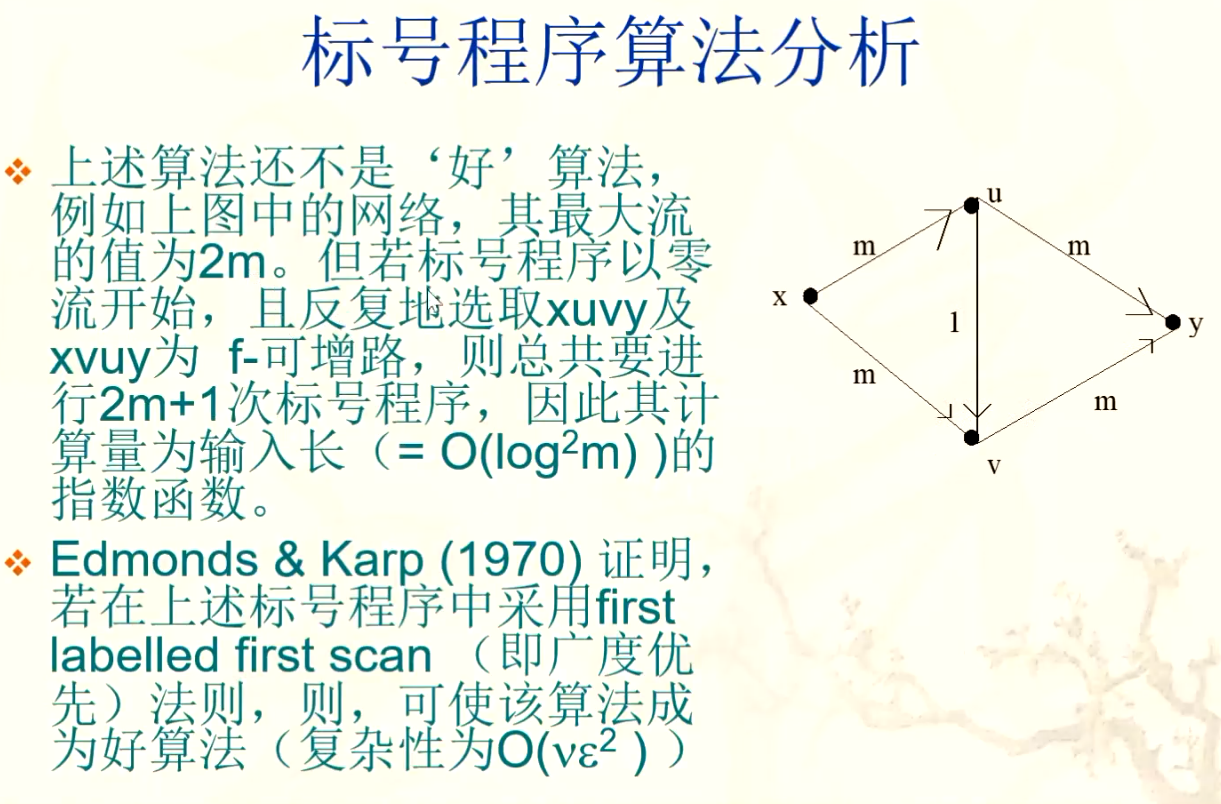 标号程序算法分析
上述算法还不是‘好’算法，
例如上图中的网络，其最大流
的值为2m。但若标号程序以零
流开始，且反复地选取xuvy及
xvuy为 f-可增路，则总共要进
行2m+1次标号程序，因此其计
算量为输入长（= O(log²m) )的
指数函数。
Edmonds & Karp (1970) 证明，
若在上述标号程序中采用first
labelled first scan （即广度优
先）法则，则，可使该算法成
为好算法（复杂性为O(νε² ) ）
u
m
m
x
1
y
m
m
v